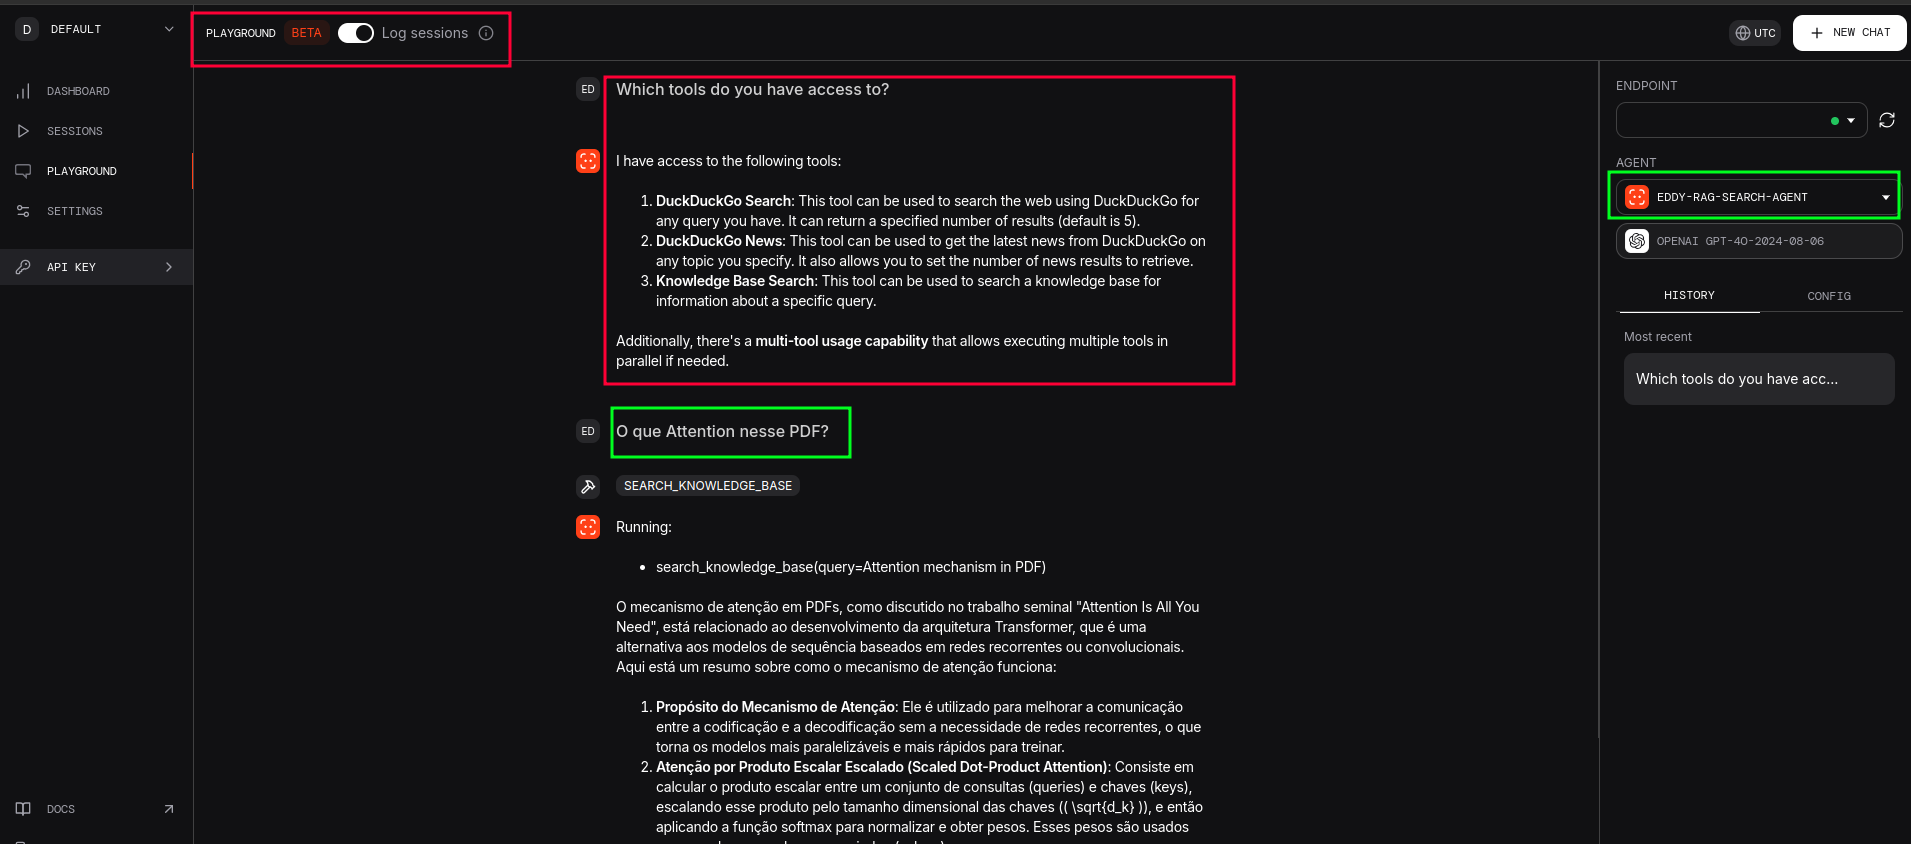 D DEFAULT
DASHBOARD
SESSIONS
PLAYGROUND
SETTINGS
API KEY
DOCS
PLAYGROUND BETA Log sessions
UTC
+ NEW CHAT
ED Which tools do you have access to?
I have access to the following tools:
1. DuckDuckGo Search: This tool can be used to search the web using DuckDuckGo for
any query you have. It can return a specified number of results (default is 5).
2. DuckDuckGo News: This tool can be used to get the latest news from DuckDuckGo on
any topic you specify. It also allows you to set the number of news results to retrieve.
3. Knowledge Base Search: This tool can be used to search a knowledge base for
information about a specific query.
Additionally, there's a multi-tool usage capability that allows executing multiple tools in
parallel if needed.
ED O que Attention nesse PDF?
SEARCH_KNOWLEDGE_BASE
Running:
• search_knowledge_base(query=Attention mechanism in PDF)
O mecanismo de atenção em PDFs, como discutido no trabalho seminal "Attention Is All You
Need", está relacionado ao desenvolvimento da arquitetura Transformer, que é uma
alternativa aos modelos de sequência baseados em redes recorrentes ou convolucionais.
Aqui está um resumo sobre como o mecanismo de atenção funciona:
1. Propósito do Mecanismo de Atenção: Ele é utilizado para melhorar a comunicação
entre a codificação e a decodificação sem a necessidade de redes recorrentes, o que
torna os modelos mais paralelizáveis e mais rápidos para treinar.
2. Atenção por Produto Escalar Escalado (Scaled Dot-Product Attention): Consiste em
calcular o produto escalar entre um conjunto de consultas (queries) e chaves (keys),
escalando esse produto pelo tamanho dimensional das chaves (( \sqrt{d_k} )), e então
aplicando a função softmax para normalizar e obter pesos. Esses pesos são usados
ENDPOINT
AGENT
EDDY-RAG-SEARCH-AGENT
OPENAI GPT-4O-2024-08-06
HISTORY
CONFIG
Most recent
Which tools do you have acc...